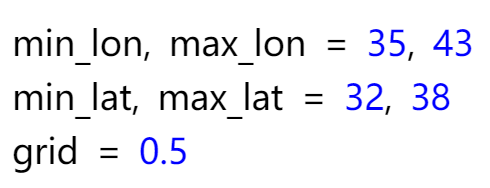 min_lon, max_lon = 35, 43
min_lat, max_lat = 32, 38
grid = 0.5